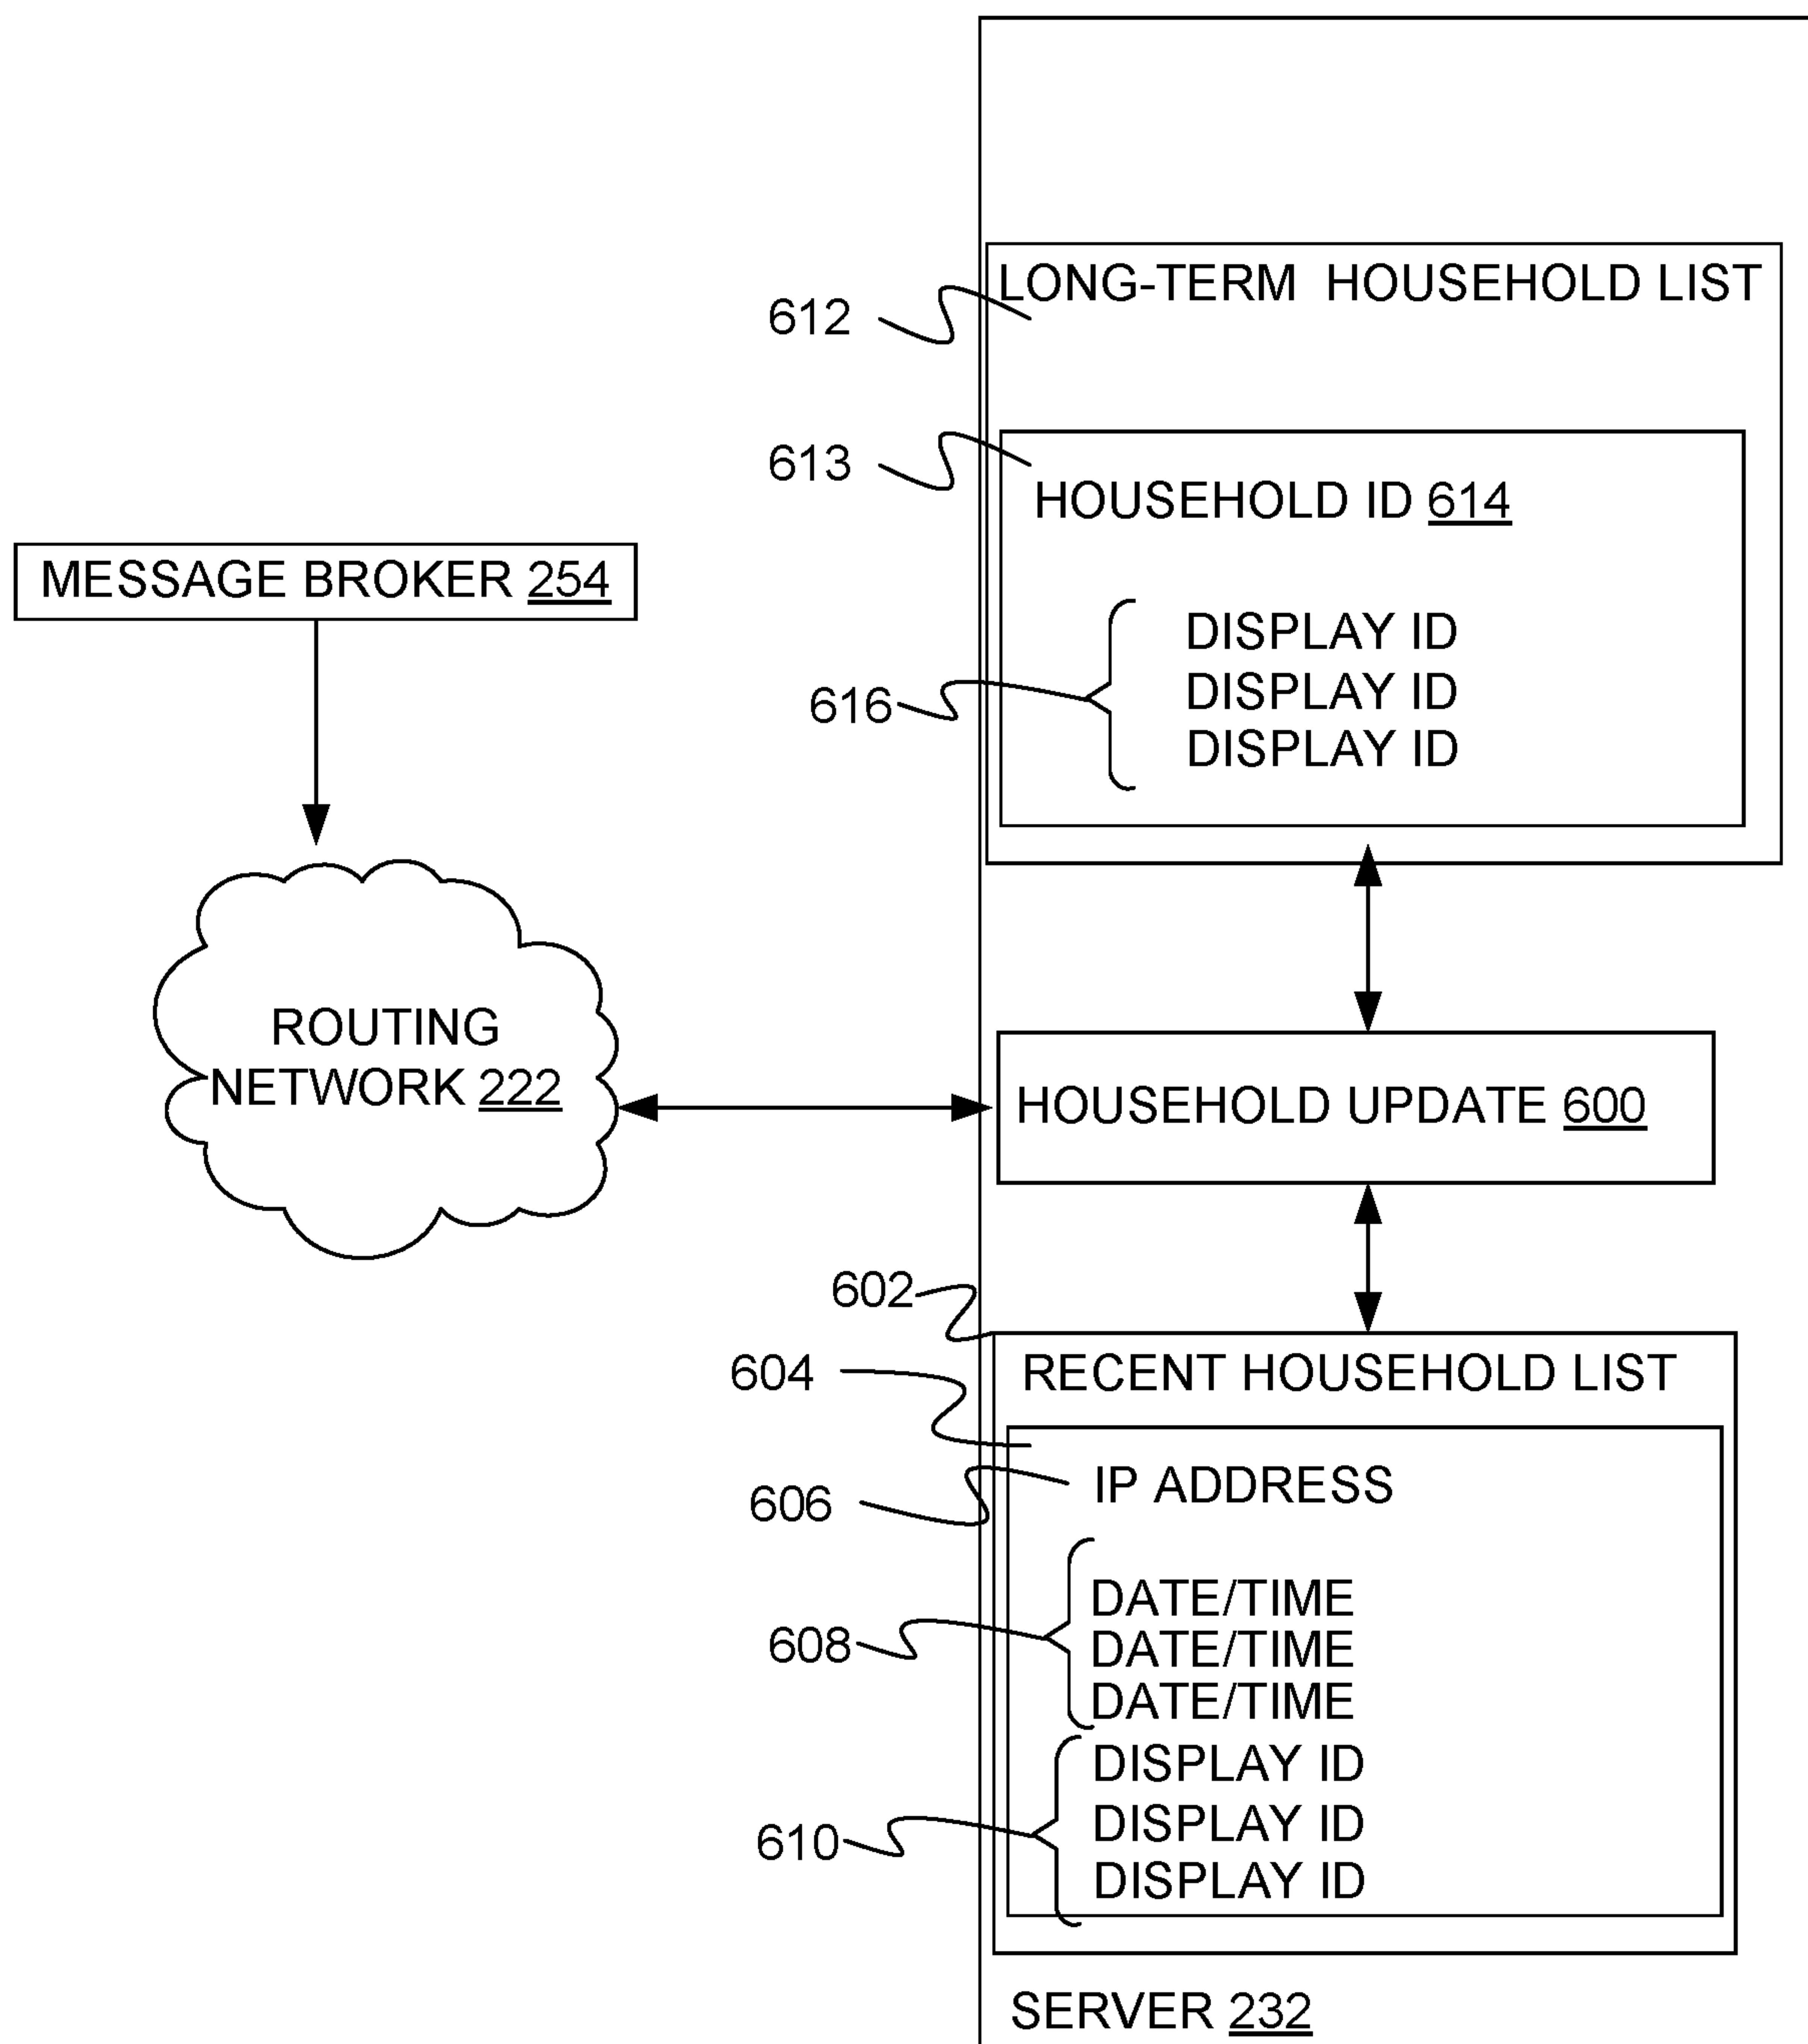 LONG-TERM HOUSEHOLD LIST
612
613
HOUSEHOLD ID 614
MESSAGE BROKER 254
DISPLAY ID
DISPLAY ID
616
DISPLAY ID
ROUTING
NETWORK 222
HOUSEHOLD UPDATE 600
602
604
RECENT HOUSEHOLD LIST
606
IP ADDRESS
DATE/TIME
608
DATE/TIME
DATE/TIME
DISPLAY ID
610
DISPLAY ID
DISPLAY ID
SERVER 232